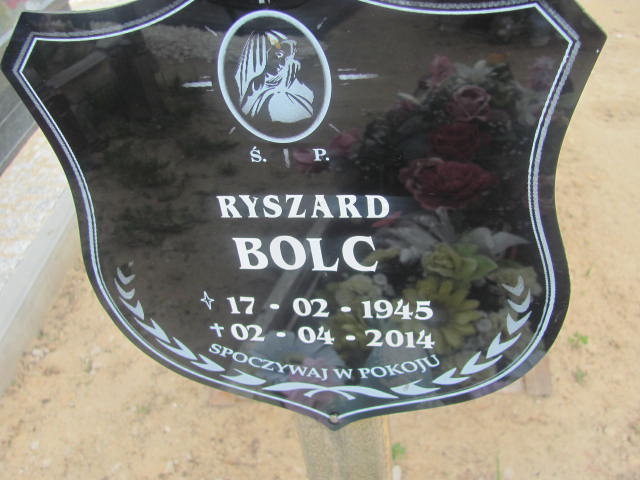 Ś. P.
RYSZARD
BOLC
17 - 02 - 1945
02 - 04 - 2014
SPOCZYWAJ W POKOJU